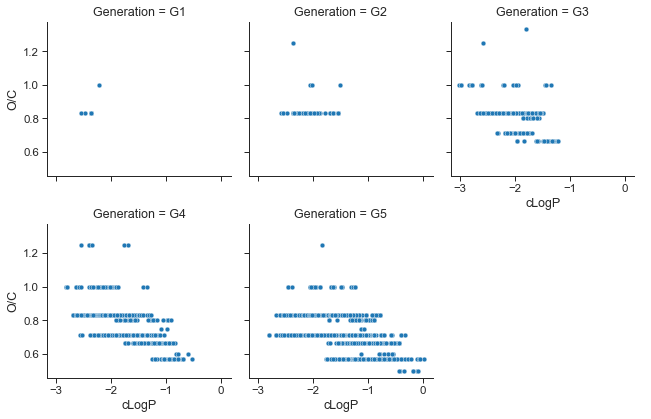 Generation = G1
Generation = G2
Generation = G3
1.2
1.0
0.8
0.6
O/C
−3
−2
−1
0
cLogP
Generation = G4
Generation = G5
1.2
1.0
0.8
0.6
O/C
−3
−2
−1
0
cLogP
−3
−2
−1
0
cLogP